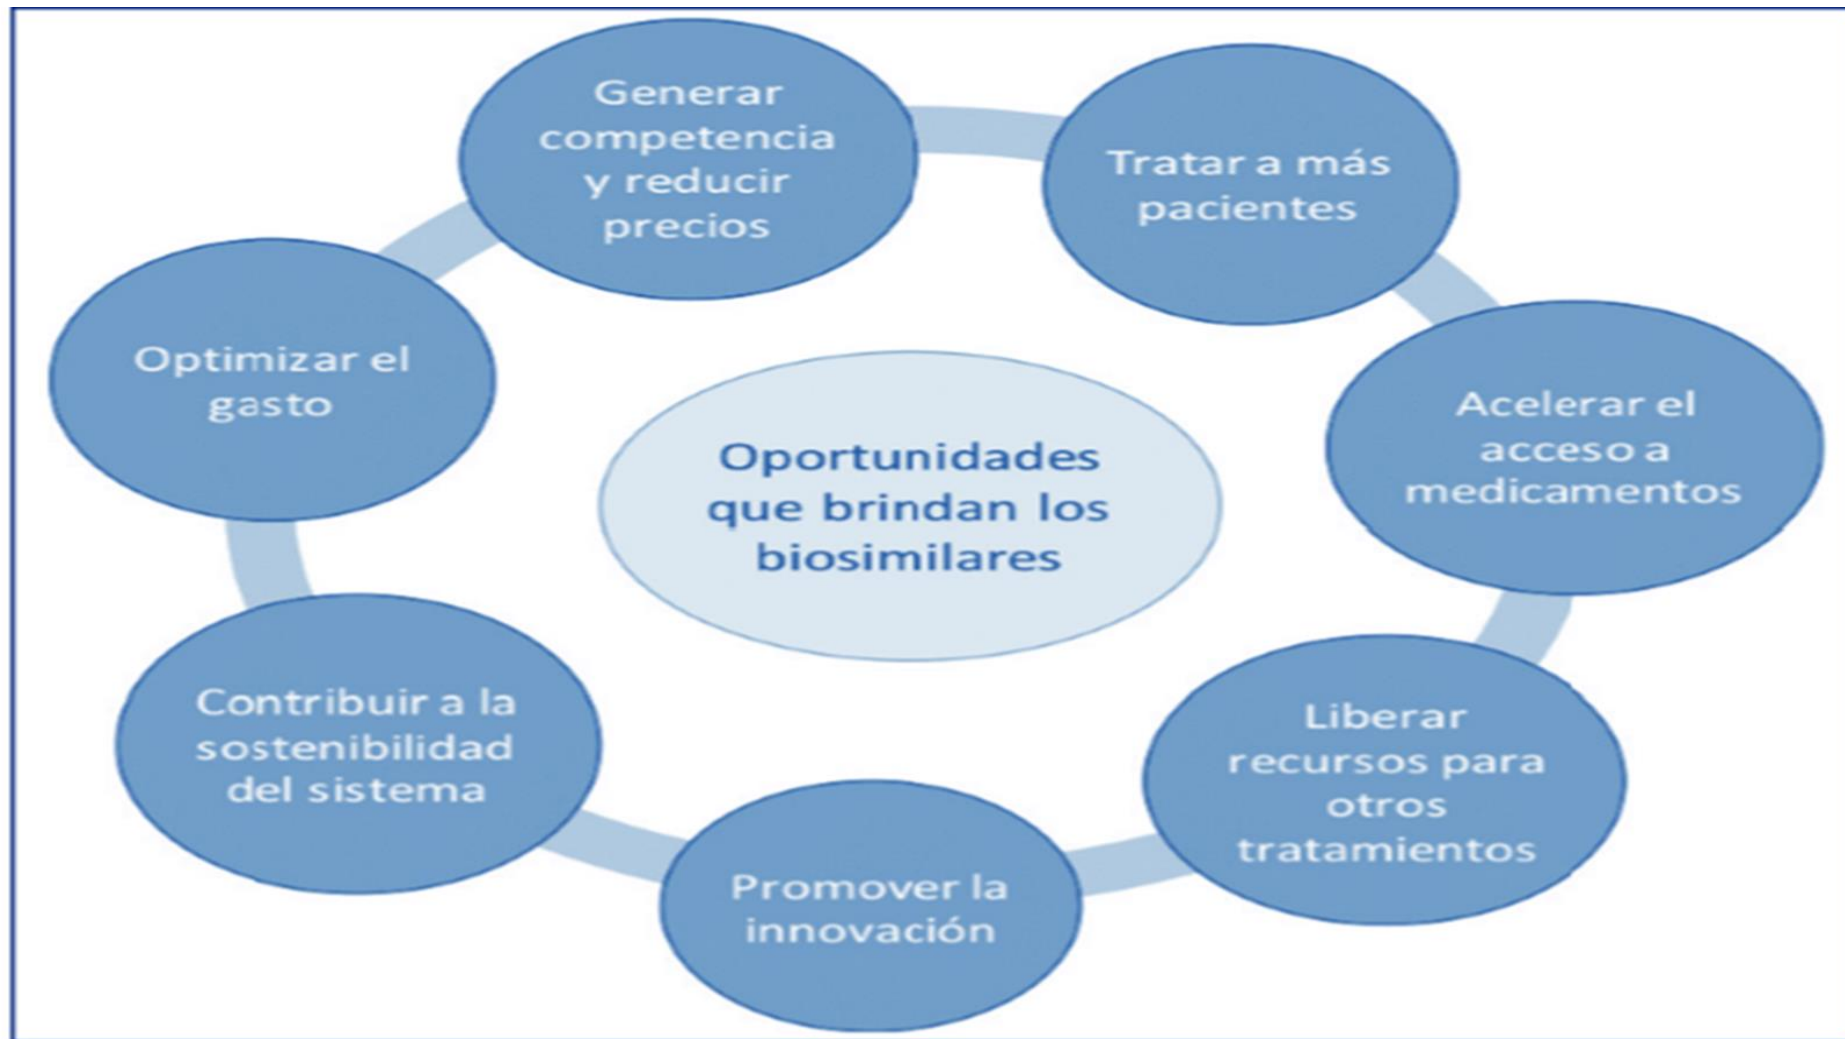 Generar
competencia
y reducir
precios
Tratar a más
pacientes
Acelerar el
acceso a
medicamentos
Liberar
recursos para
otros
tratamientos
Promover la
innovación
Contribuir a la
sostenibilidad
del sistema
Optimizar el
gasto
Oportunidades
que brindan los
biosimilares